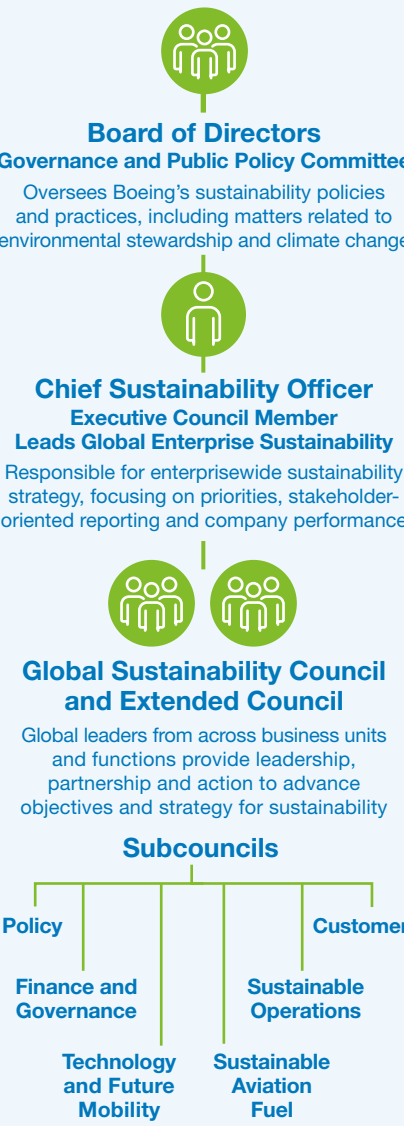 Board of Directors
Governance and Public Policy Committee
Oversees Boeing's sustainability policies
and practices, including matters related to
environmental stewardship and climate change
Chief Sustainability Officer
Executive Council Member
Leads Global Enterprise Sustainability
Responsible for enterprisewide sustainability
strategy, focusing on priorities, stakeholder-
oriented reporting and company performance
Global Sustainability Council
and Extended Council
Global leaders from across business units
and functions provide leadership,
partnership and action to advance
objectives and strategy for sustainability
Subcouncils
Policy
Customer
Finance and
Governance
Sustainable
Operations
Technology
and Future
Mobility
Sustainable
Aviation
Fuel